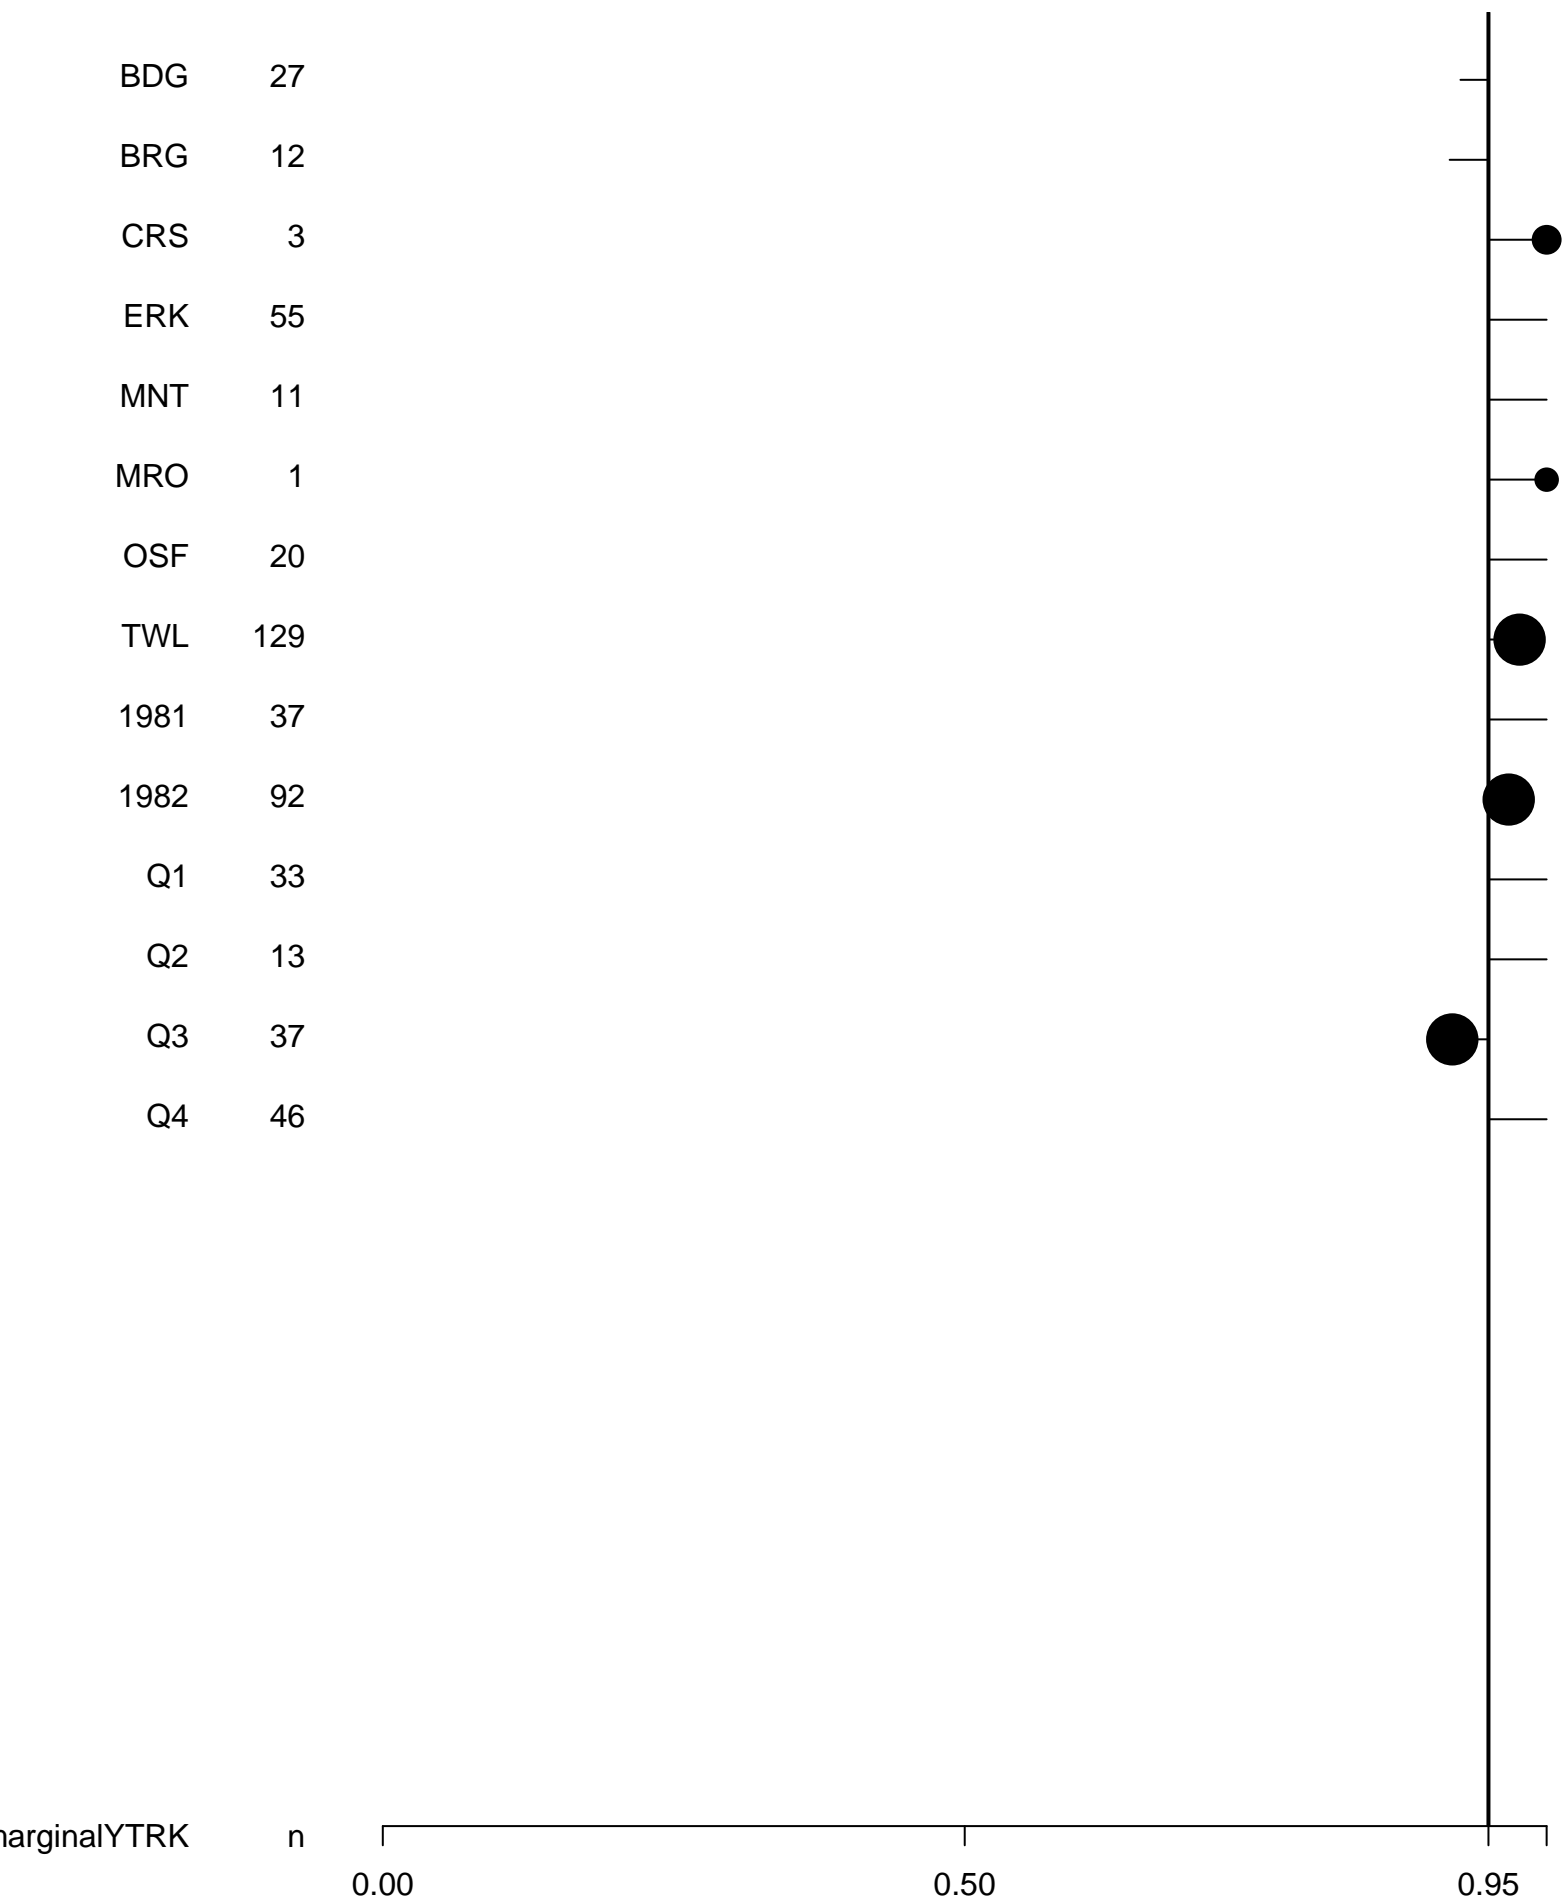 BDG 27
BRG 12
CRS 3
ERK 55
MNT 11
MRO 1
OSF 20
TWL 129
1981 37
1982 92
Q1 33
Q2 13
Q3 37
Q4 46
arginalYTRK n
0.00 0.50 0.95